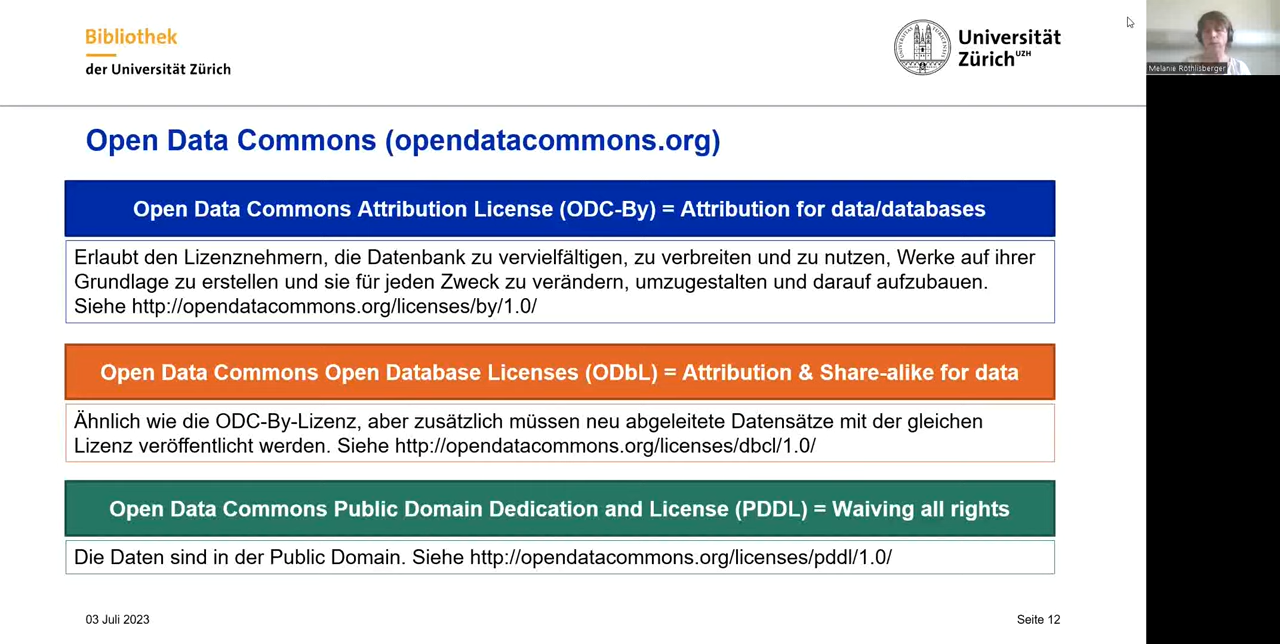 Bibliothek
der Universität Zürich
Universität
Zürich UZH
Melanie Röthlisberger
Open Data Commons (opendatacommons.org)
Open Data Commons Attribution License (ODC-By) = Attribution for data/databases
Erlaubt den Lizenznehmern, die Datenbank zu vervielfältigen, zu verbreiten und zu nutzen, Werke auf ihrer
Grundlage zu erstellen und sie für jeden Zweck zu verändern, umzugestalten und darauf aufzubauen.
Siehe http://opendatacommons.org/licenses/by/1.0/
Open Data Commons Open Database Licenses (ODbL) = Attribution & Share-alike for data
Ähnlich wie die ODC-By-Lizenz, aber zusätzlich müssen neu abgeleitete Datensätze mit der gleichen
Lizenz veröffentlicht werden. Siehe http://opendatacommons.org/licenses/dbcl/1.0/
Open Data Commons Public Domain Dedication and License (PDDL) = Waiving all rights
Die Daten sind in der Public Domain. Siehe http://opendatacommons.org/licenses/pddl/1.0/
03 Juli 2023
Seite 12